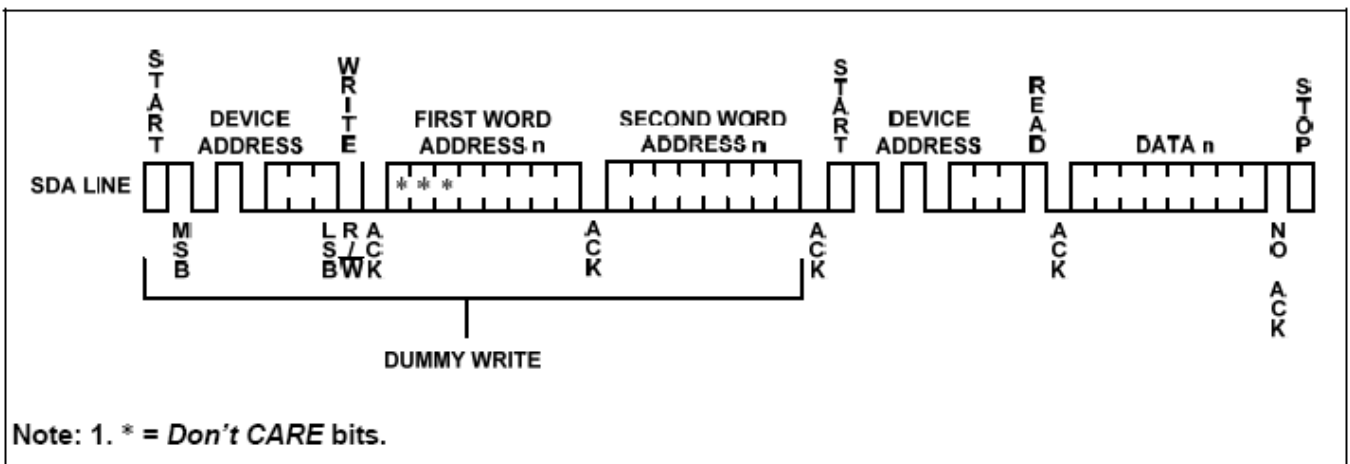 START
WRITE
START
READ
STOP
DEVICE
ADDRESS
FIRST WORD
ADDRESS n
SECOND WORD
ADDRESS n
DEVICE
ADDRESS
DATA n
SDA LINE
* * *
MSB
LSB
R/W
ACK
ACK
ACK
ACK
NO ACK
DUMMY WRITE
Note: 1. * = Don't CARE bits.